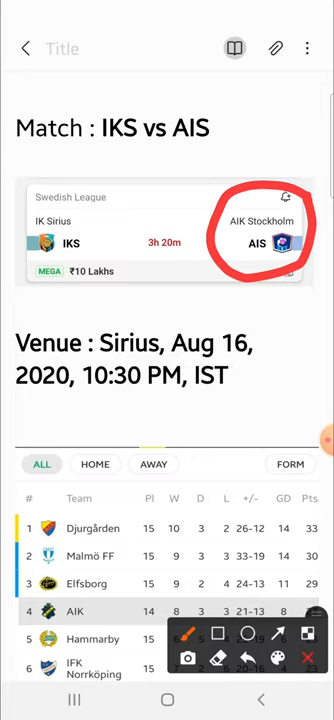 Title
Match : IKS vs AIS
Swedish League
IK Sirius
AIK Stockholm
IKS
3h 20m
AIS
MEGA ₹10 Lakhs
Venue : Sirius, Aug 16,
2020, 10:30 PM, IST
ALL HOME AWAY FORM
# Team Pl W D L +/- GD Pts
1 Djurgården 15 10 3 2 26-12 14 33
2 Malmö FF 15 9 3 3 33-19 14 30
3 Elfsborg 15 9 2 4 24-13 11 29
4 AIK 14 8 3 3 21-13 8
5 Hammarby 15
6 IFK
Norrköping 15